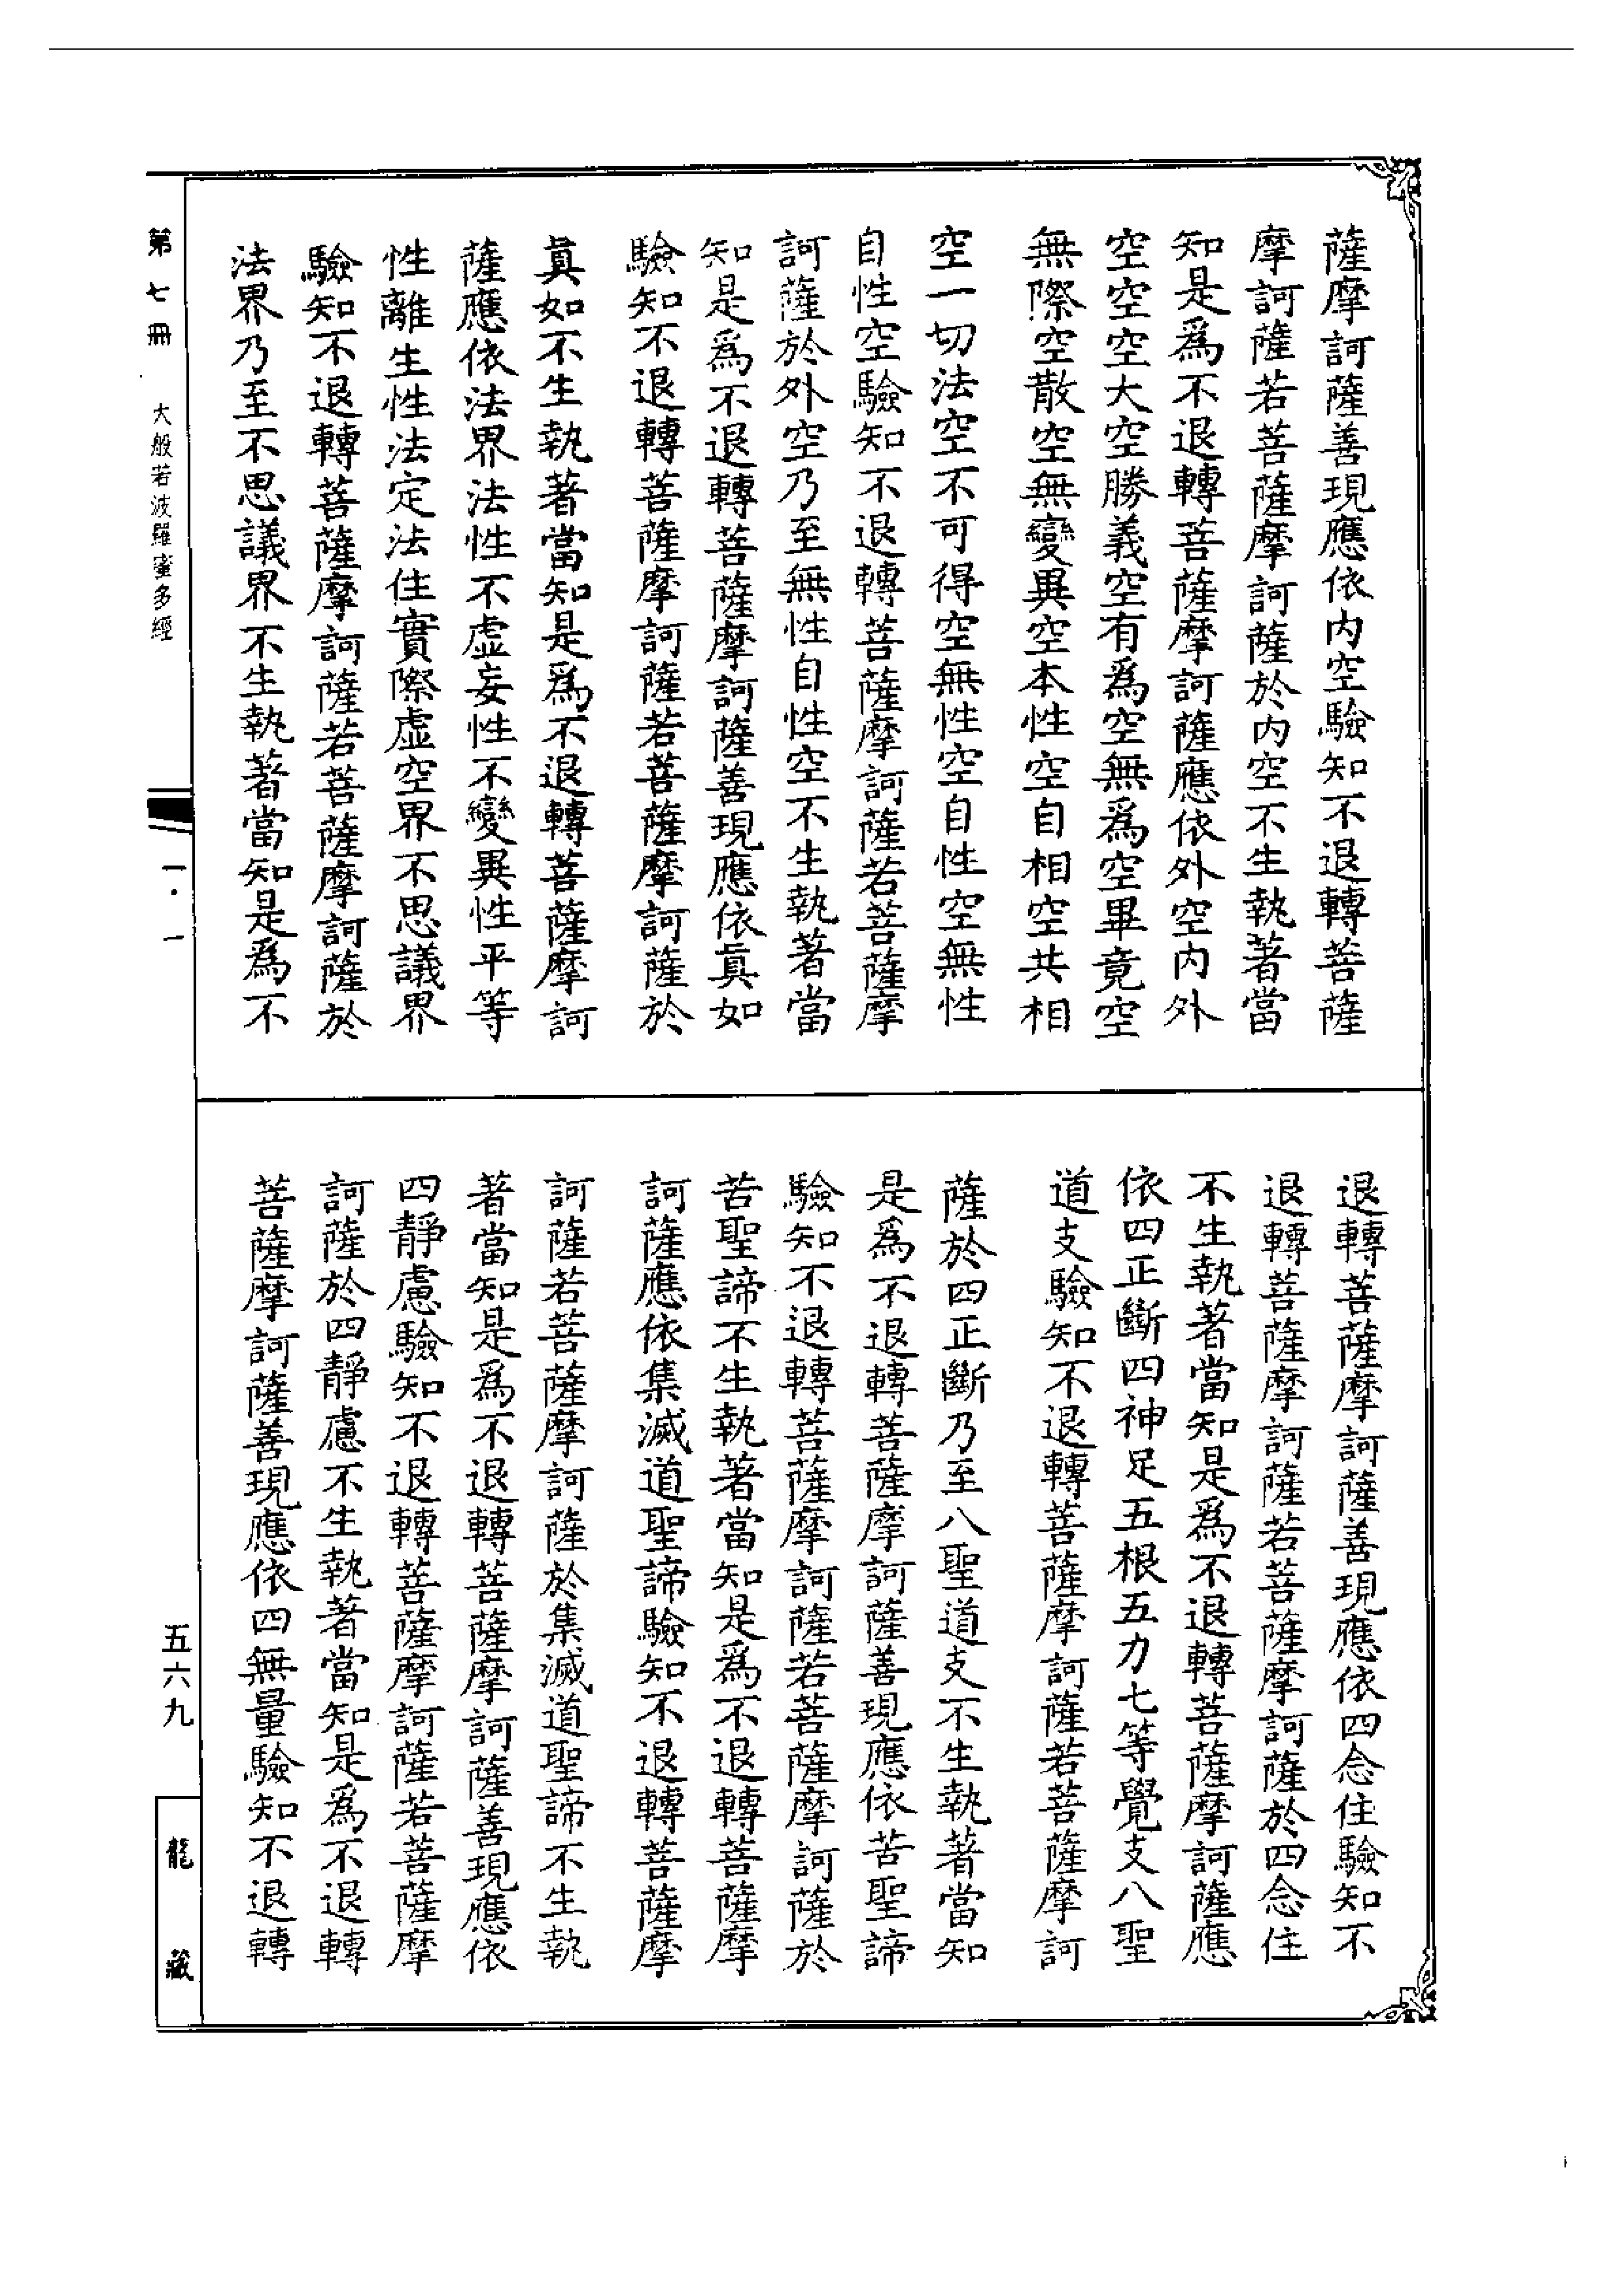 薩摩訶薩善現應依内空驗知不退轉菩薩
摩訶薩若菩薩摩訶薩於内空不生執著當
知是爲不退轉菩薩摩訶薩應依外空内外
空空空大空勝義空有爲空無爲空畢竟空
無際空散空無變異空本性空自相空共相
空一切法空不可得空無性空自性空無性
自性空驗知不退轉菩薩摩訶薩若菩薩摩
訶薩於外空乃至無性自性空不生執著當
知是爲不退轉菩薩摩訶薩善現應依真如
驗知不退轉菩薩摩訶薩若菩薩摩訶薩於
真如不生執著當知是爲不退轉菩薩摩訶
薩應依法界法性不虛妄性不變異性平等
性離生性法定法住實際虛空界不思議界
驗知不退轉菩薩摩訶薩若菩薩摩訶薩於
法界乃至不思議界不生執著當知是爲不
退轉菩薩摩訶薩善現應依四念住驗知不
退轉菩薩摩訶薩若菩薩摩訶薩於四念住
不生執著當知是爲不退轉菩薩摩訶薩應
依四正斷四神足五根五力七等覺支八聖
道支驗知不退轉菩薩摩訶薩若菩薩摩訶
薩於四正斷乃至八聖道支不生執著當知
是爲不退轉菩薩摩訶薩善現應依苦聖諦
驗知不退轉菩薩摩訶薩若菩薩摩訶薩於
苦聖諦不生執著當知是爲不退轉菩薩摩
訶薩應依集滅道聖諦驗知不退轉菩薩摩
訶薩若菩薩摩訶薩於集滅道聖諦不生執
著當知是爲不退轉菩薩摩訶薩善現應依
四靜慮驗知不退轉菩薩摩訶薩若菩薩摩
訶薩於四靜慮不生執著當知是爲不退轉
菩薩摩訶薩善現應依四無量驗知不退轉
第七冊 大般若波羅蜜多經
一·一
五六九
龍藏